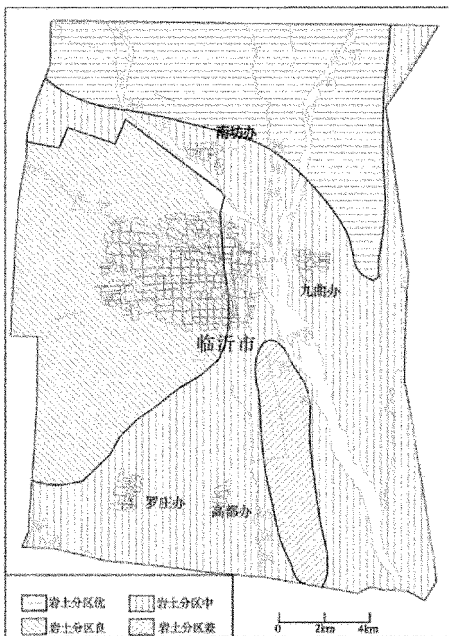 南坊办
九曲办
临沂市
罗庄办
高都办
岩土分区优 岩土分区中
岩土分区良 岩土分区差
0 2km 4km